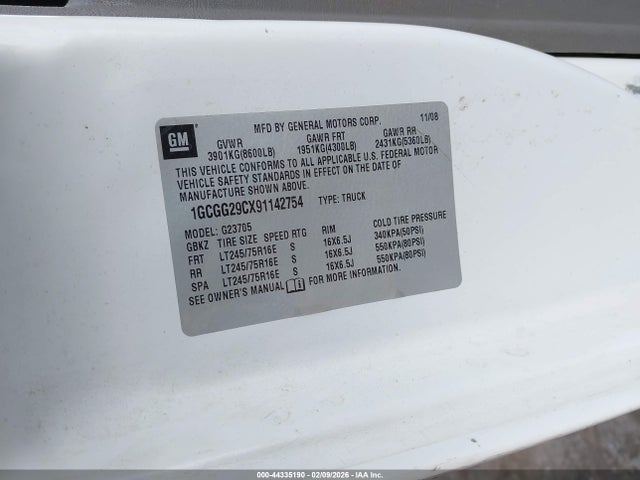 GM
MFD BY GENERAL MOTORS CORP. 11/08
GVWR GAWR FRT GAWR RR
3901KG(8600LB) 1951KG(4300LB) 2431KG(5360LB)
THIS VEHICLE CONFORMS TO ALL APPLICABLE U.S. FEDERAL MOTOR
VEHICLE SAFETY STANDARDS IN EFFECT ON THE DATE OF
MANUFACTURE SHOWN ABOVE.
1GCGG29CX91142754 TYPE: TRUCK
MODEL: G23705
GBKZ TIRE SIZE SPEED RTG RIM COLD TIRE PRESSURE
FRT LT245/75R16E S 16X6.5J 340KPA(50PSI)
RR LT245/75R16E S 16X6.5J 550KPA(80PSI)
SPA LT245/75R16E S 16X6.5J 550KPA(80PSI)
SEE OWNER'S MANUAL FOR MORE INFORMATION.
000-44335190 - 02/09/2026 - IAA Inc.